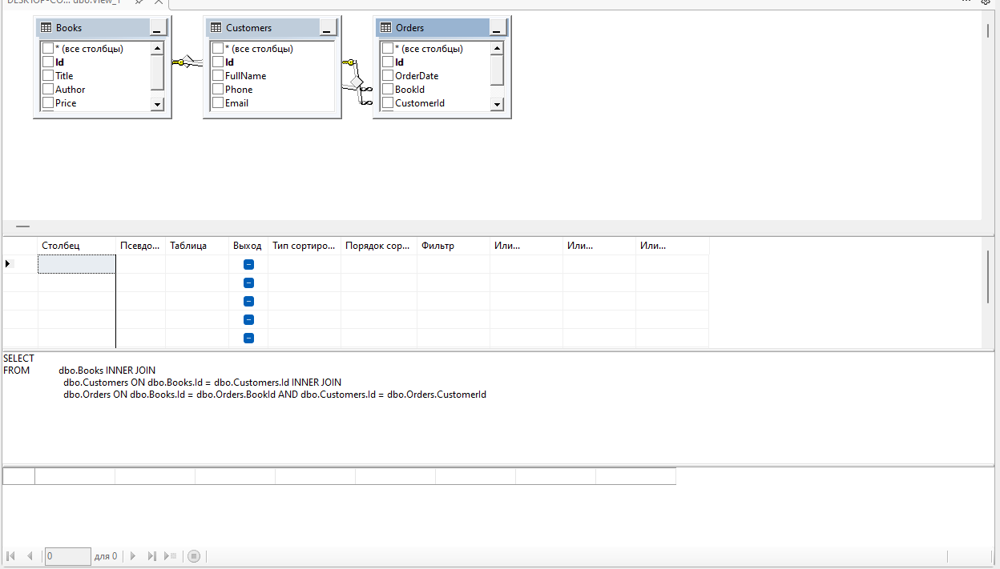 DESKTOP-CO... dbo.View_1
Books
* (все столбцы)
Id
Title
Author
Price
Customers
* (все столбцы)
Id
FullName
Phone
Email
Orders
* (все столбцы)
Id
OrderDate
BookId
CustomerId
Столбец Псевдо... Таблица Выход Тип сортиро... Порядок сор... Фильтр Или... Или... Или...
SELECT
FROM dbo.Books INNER JOIN
dbo.Customers ON dbo.Books.Id = dbo.Customers.Id INNER JOIN
dbo.Orders ON dbo.Books.Id = dbo.Orders.BookId AND dbo.Customers.Id = dbo.Orders.CustomerId
0 для 0